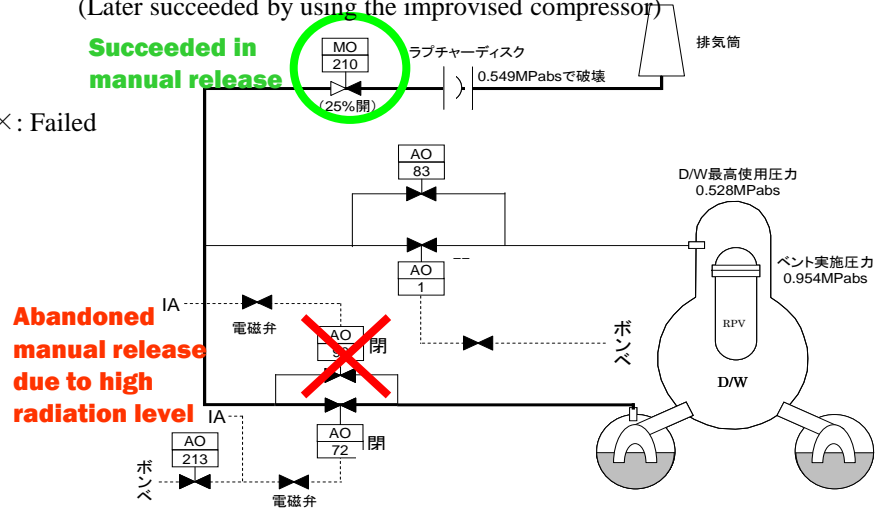 (Later succeeded by using the improvised compressor)
Succeeded in
manual release
MO
210
(25%開)
ラプチャーディスク
0.549MPabsで破壊
排気筒
×: Failed
AO
83
D/W最高使用圧力
0.528MPabs
AO
1
ベント実施圧力
0.954MPabs
IA
電磁弁
Abandoned
manual release
due to high
radiation level
AO
閉
ボンベ
RPV
D/W
IA
AO
72
閉
AO
213
ボンベ
電磁弁